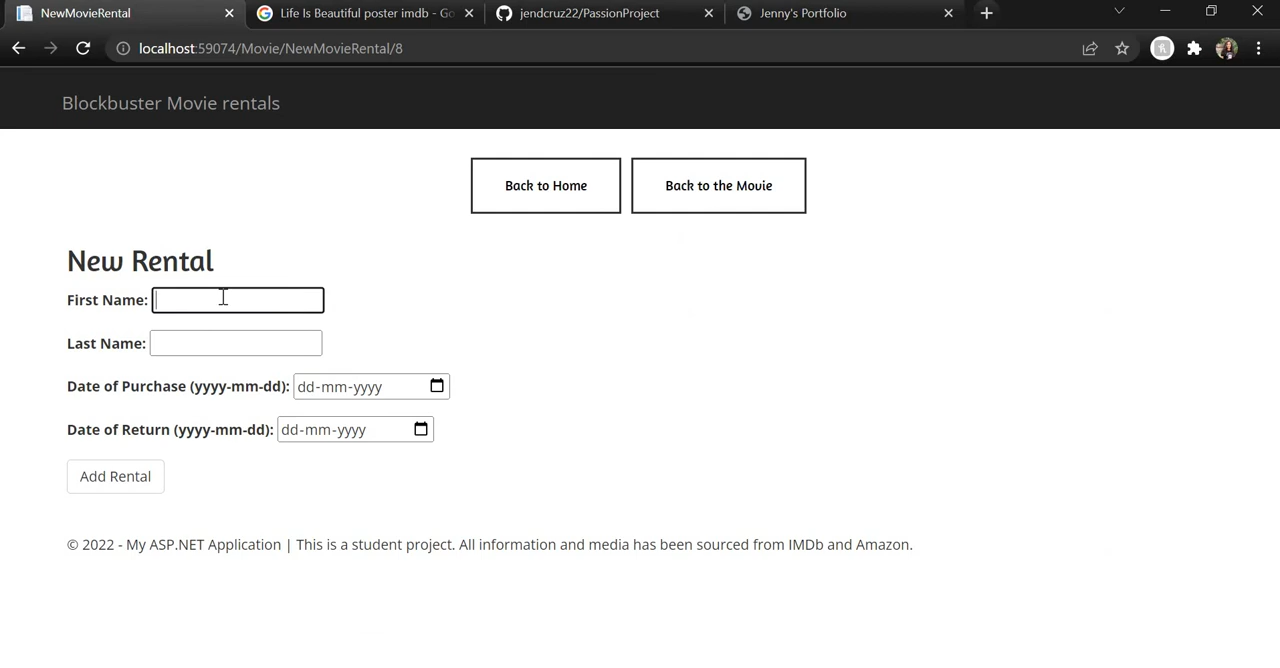 NewMovieRental
Life Is Beautiful poster imdb - Go
jendcruz22/PassionProject
Jenny's Portfolio
localhost:59074/Movie/NewMovieRental/8
Blockbuster Movie rentals
Back to Home
Back to the Movie
New Rental
First Name:
Last Name:
Date of Purchase (yyyy-mm-dd): dd-mm-yyyy
Date of Return (yyyy-mm-dd): dd-mm-yyyy
Add Rental
© 2022 - My ASP.NET Application | This is a student project. All information and media has been sourced from IMDb and Amazon.